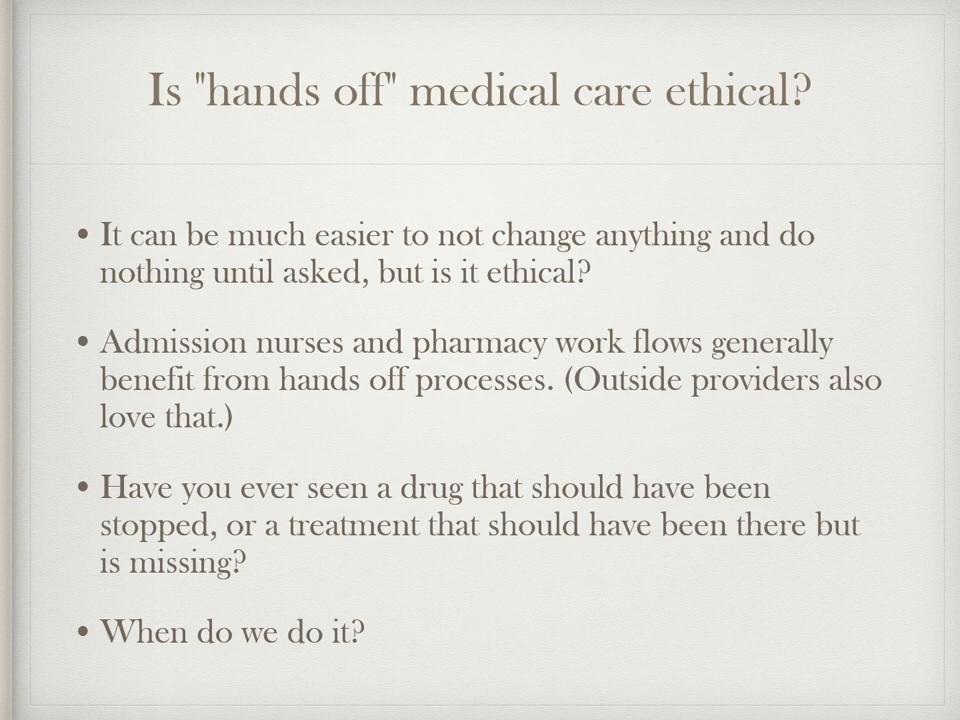 Is "hands off" medical care ethical?
• It can be much easier to not change anything and do
nothing until asked, but is it ethical?
• Admission nurses and pharmacy work flows generally
benefit from hands off processes. (Outside providers also
love that.)
• Have you ever seen a drug that should have been
stopped, or a treatment that should have been there but
is missing?
• When do we do it?